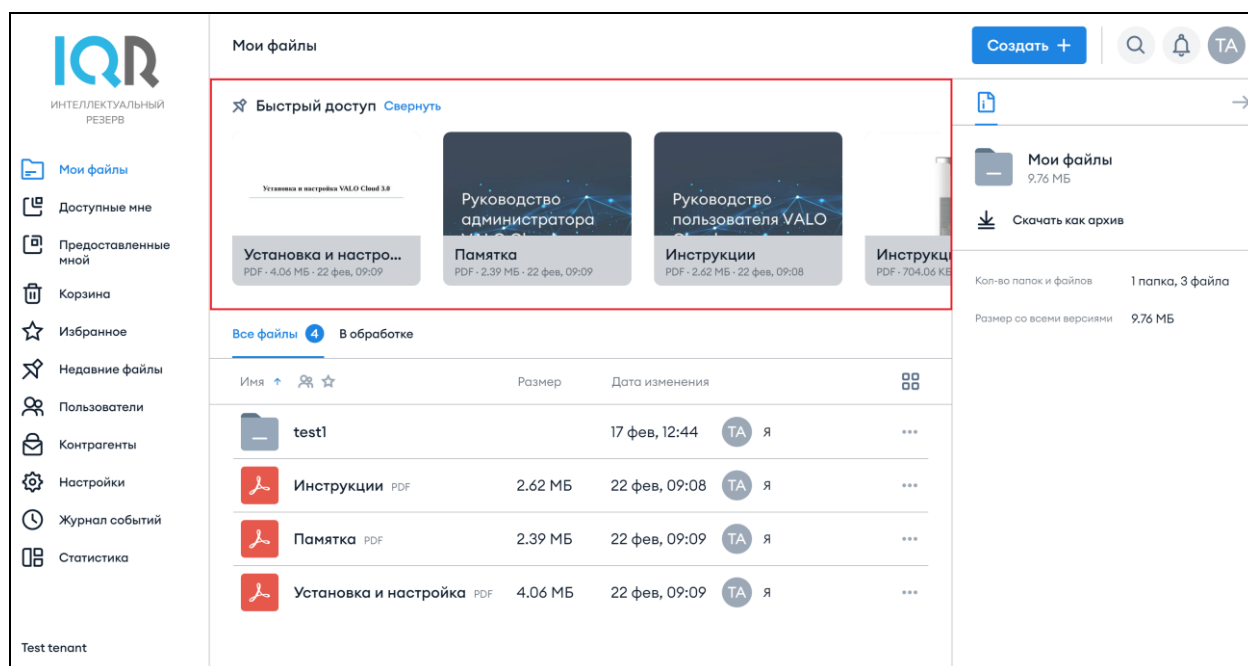 IQR
ИНТЕЛЛЕКТУАЛЬНЫЙ
РЕЗЕРВ
Мои файлы
Доступные мне
Предоставленные
мной
Корзина
Избранное
Недавние файлы
Пользователи
Контрагенты
Настройки
Журнал событий
Статистика
Test tenant
Мои файлы
Создать +
TA
Быстрый доступ Свернуть
Установка и настройка VALO Cloud 3.0
Установка и настро...
PDF - 4.06 МБ - 22 фев, 09:09
Руководство
администратора
Памятка
PDF - 2.39 МБ - 22 фев, 09:09
Руководство
пользователя VALO
Инструкции
PDF - 2.62 МБ - 22 фев, 09:08
Инструкц
PDF - 704.06 КБ
Все файлы 4 В обработке
Имя Размер Дата изменения
test1 17 фев, 12:44 TA Я
Инструкции PDF 2.62 МБ 22 фев, 09:08 TA Я
Памятка PDF 2.39 МБ 22 фев, 09:09 TA Я
Установка и настройка PDF 4.06 МБ 22 фев, 09:09 TA Я
Мои файлы
9.76 МБ
Скачать как архив
Кол-во папок и файлов 1 папка, 3 файла
Размер со всеми версиями 9.76 МБ